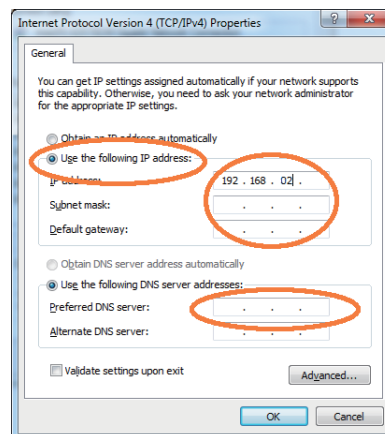 Internet Protocol Version 4 (TCP/IPv4) Properties
General
You can get IP settings assigned automatically if your network supports
this capability. Otherwise, you need to ask your network administrator
for the appropriate IP settings.
Obtain an IP address automatically
Use the following IP address:
IP address: 192 . 168 . 02 .
Subnet mask: . . .
Default gateway: . . .
Obtain DNS server address automatically
Use the following DNS server addresses:
Preferred DNS server: . . .
Alternate DNS server: . . .
Validate settings upon exit
Advanced...
OK Cancel